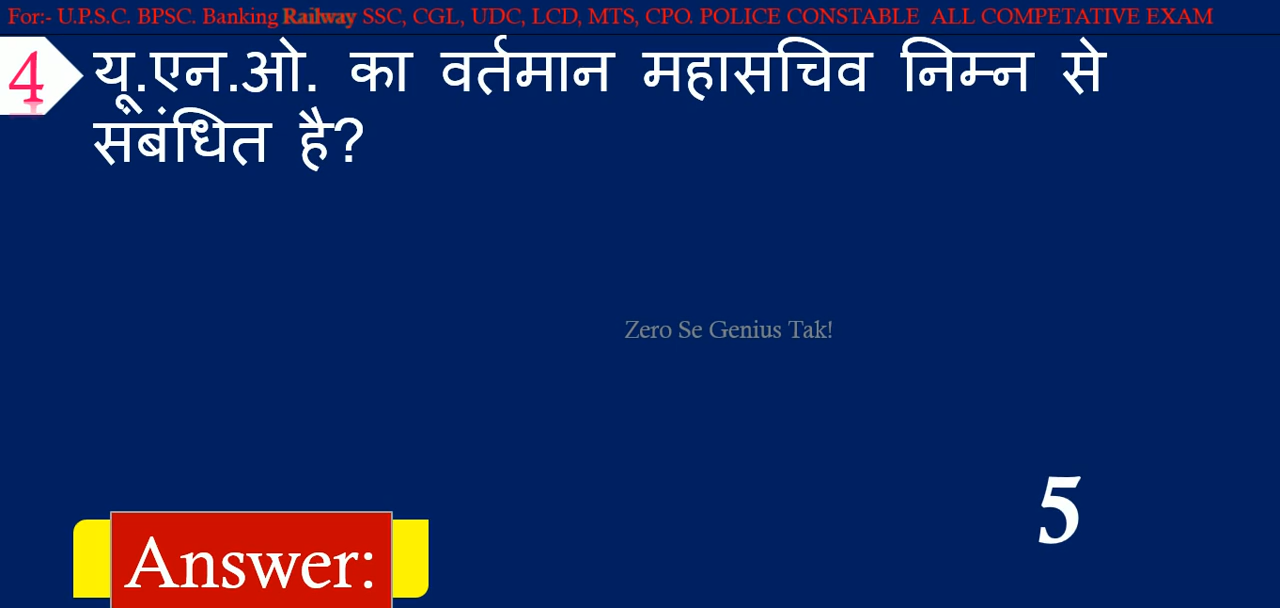 For:- U.P.S.C. BPSC. Banking Railway SSC, CGL, UDC, LCD, MTS, CPO. POLICE CONSTABLE ALL COMPETATIVE EXAM
4
यू.एन.ओ. का वर्तमान महासचिव निम्न से
संबंधित है?
Zero Se Genius Tak!
5
Answer: